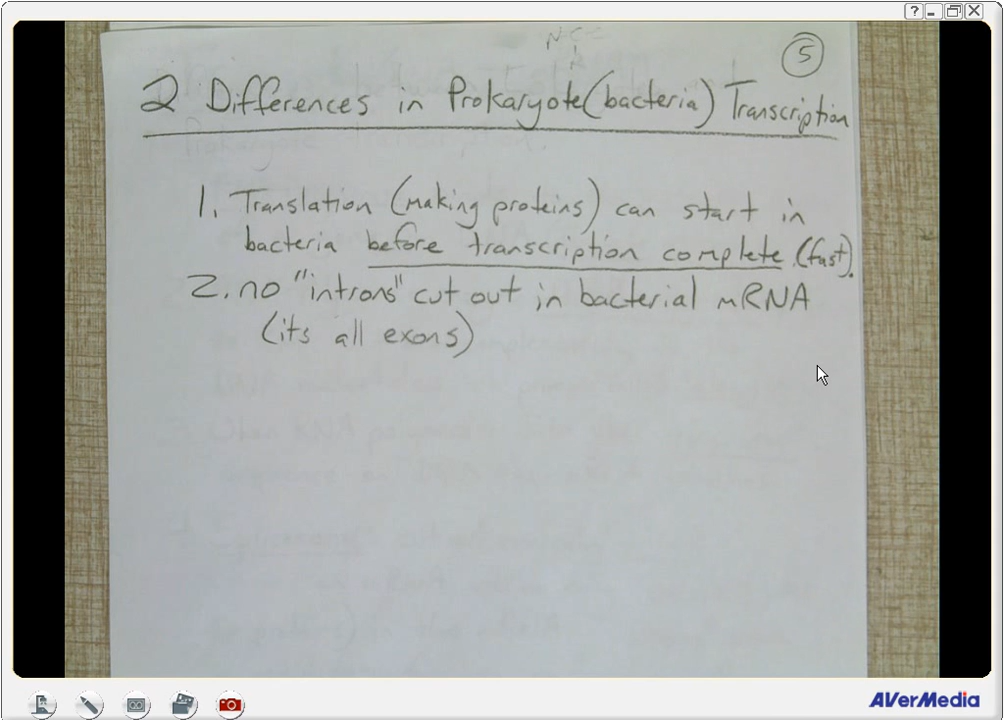 5
2 Differences in Prokaryote (bacteria) Transcription
1. Translation (making proteins) can start in
bacteria before transcription complete (fast).
2. no "introns" cut out in bacterial mRNA
(its all exons)
AVerMedia